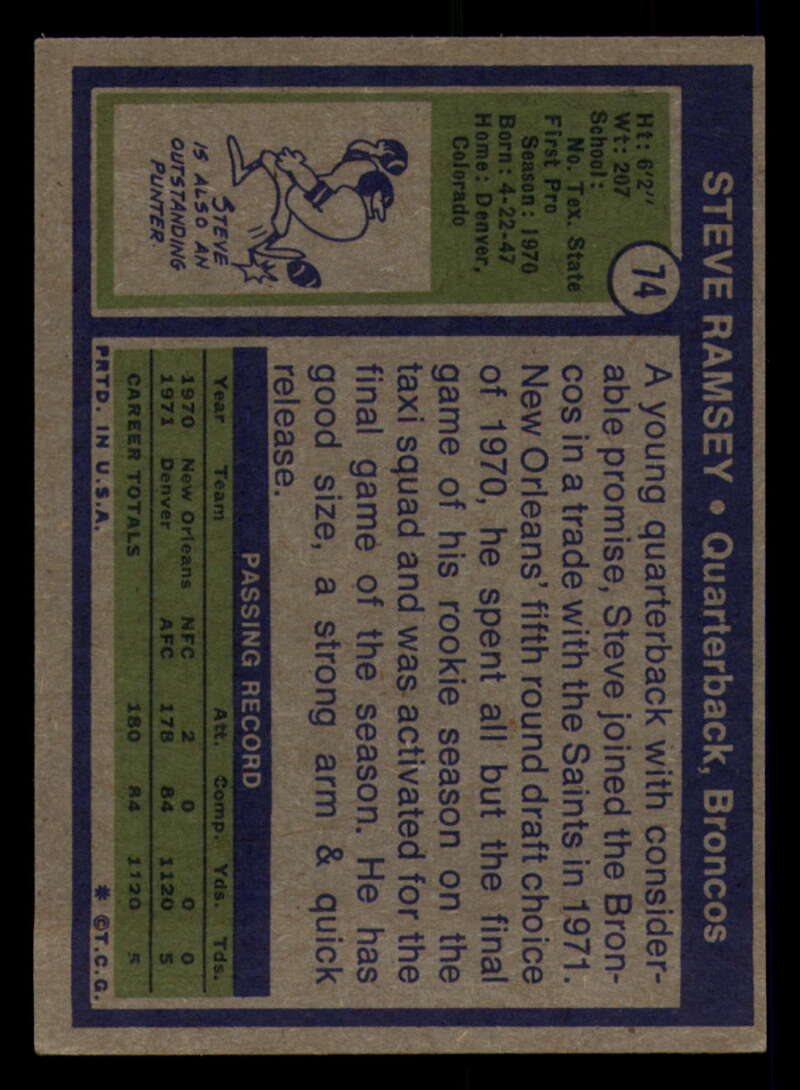 STEVE RAMSEY • Quarterback, Broncos
74
Ht: 6'2"
Wt: 207
School:
No. Tex. State
First Pro
Season: 1970
Born: 4-22-47
Home: Denver,
Colorado
STEVE
IS ALSO AN
OUTSTANDING
PUNTER
A young quarterback with consider-
able promise, Steve joined the Bron-
cos in a trade with the Saints in 1971.
New Orleans' fifth round draft choice
of 1970, he spent all but the final
game of his rookie season on the
taxi squad and was activated for the
final game of the season. He has
good size, a strong arm & quick
release.
PASSING RECORD
Year Team Att. Comp. Yds. Tds.
1970 New Orleans NFC 2 0 0 0
1971 Denver AFC 178 84 1120 5
CAREER TOTALS 180 84 1120 5
PRTD. IN U.S.A. * ©T.C.G.